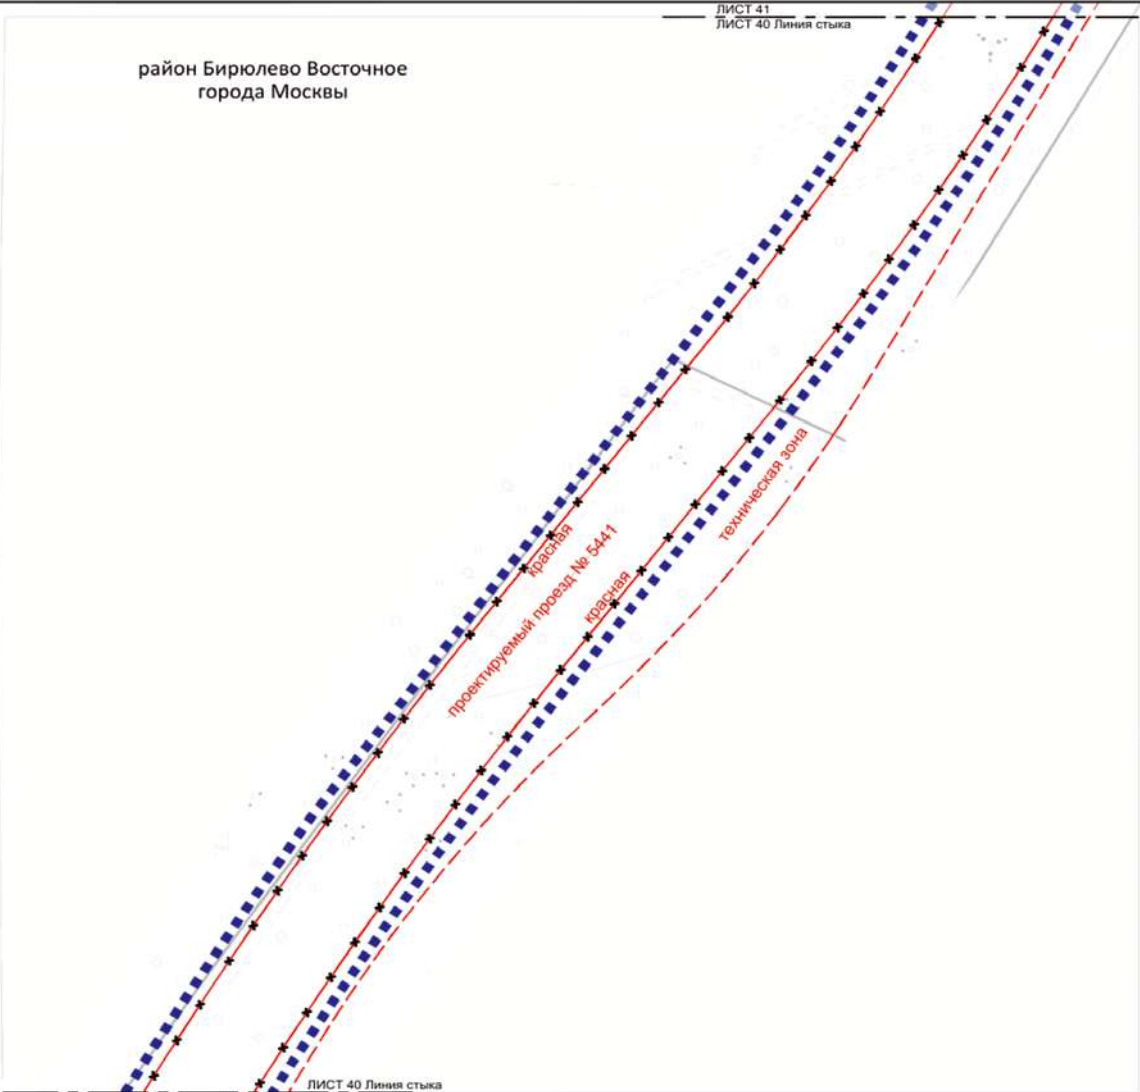 ЛИСТ 41
ЛИСТ 40 Линия стыка
район Бирюлево Восточное
города Москвы
техническая зона
красная
проектируемый проезд № 5441
красная
ЛИСТ 40 Линия стыка